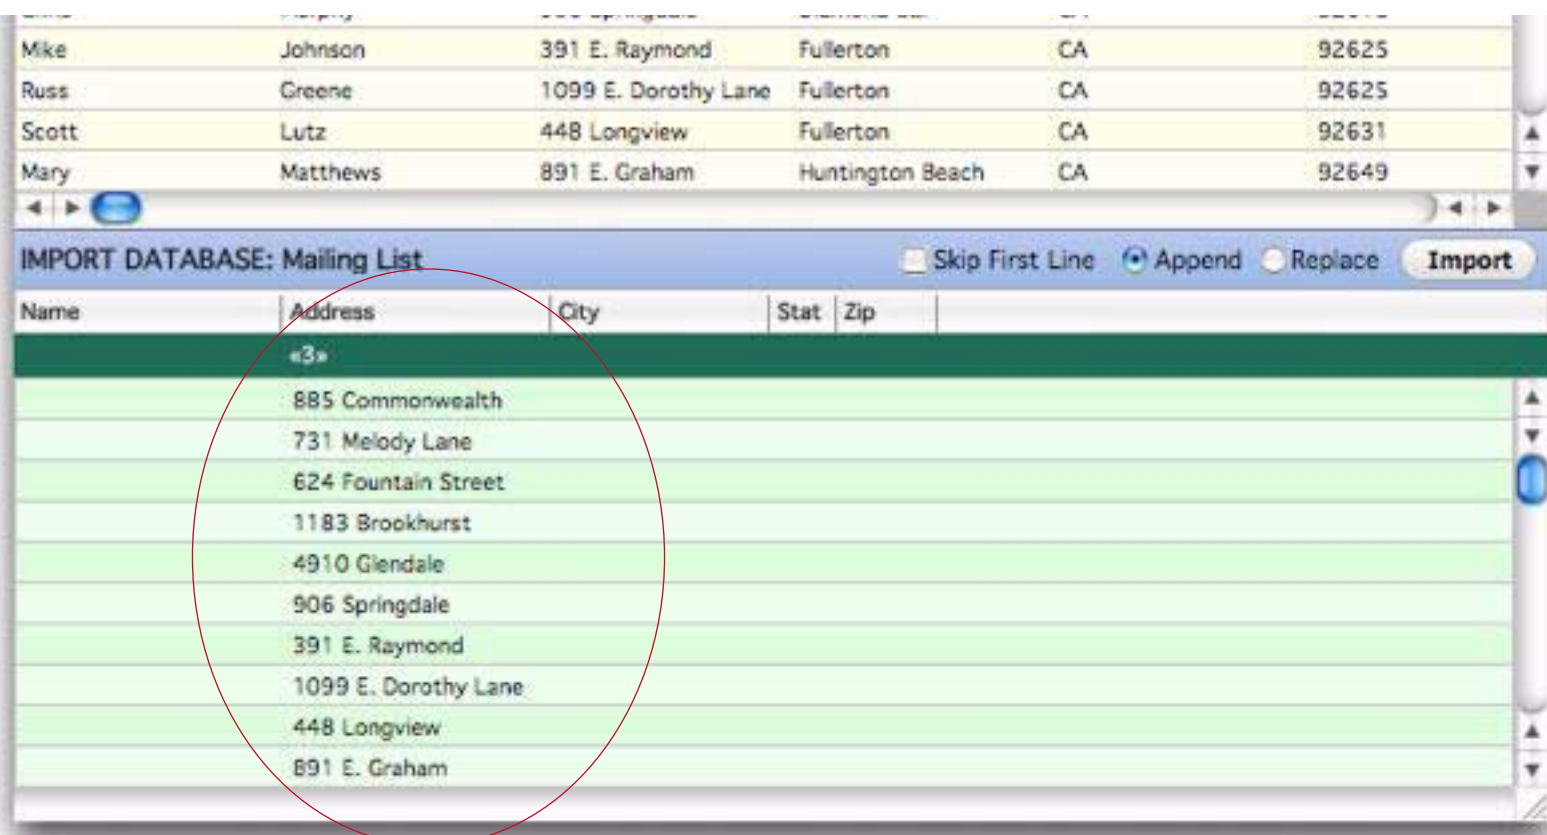 Mike Johnson 391 E. Raymond Fullerton CA 92625
Russ Greene 1099 E. Dorothy Lane Fullerton CA 92625
Scott Lutz 448 Longview Fullerton CA 92631
Mary Matthews 891 E. Graham Huntington Beach CA 92649
IMPORT DATABASE: Mailing List Skip First Line Append Replace Import
Name Address City Stat Zip
«3»
885 Commonwealth
731 Melody Lane
624 Fountain Street
1183 Brookhurst
4910 Glendale
906 Springdale
391 E. Raymond
1099 E. Dorothy Lane
448 Longview
891 E. Graham